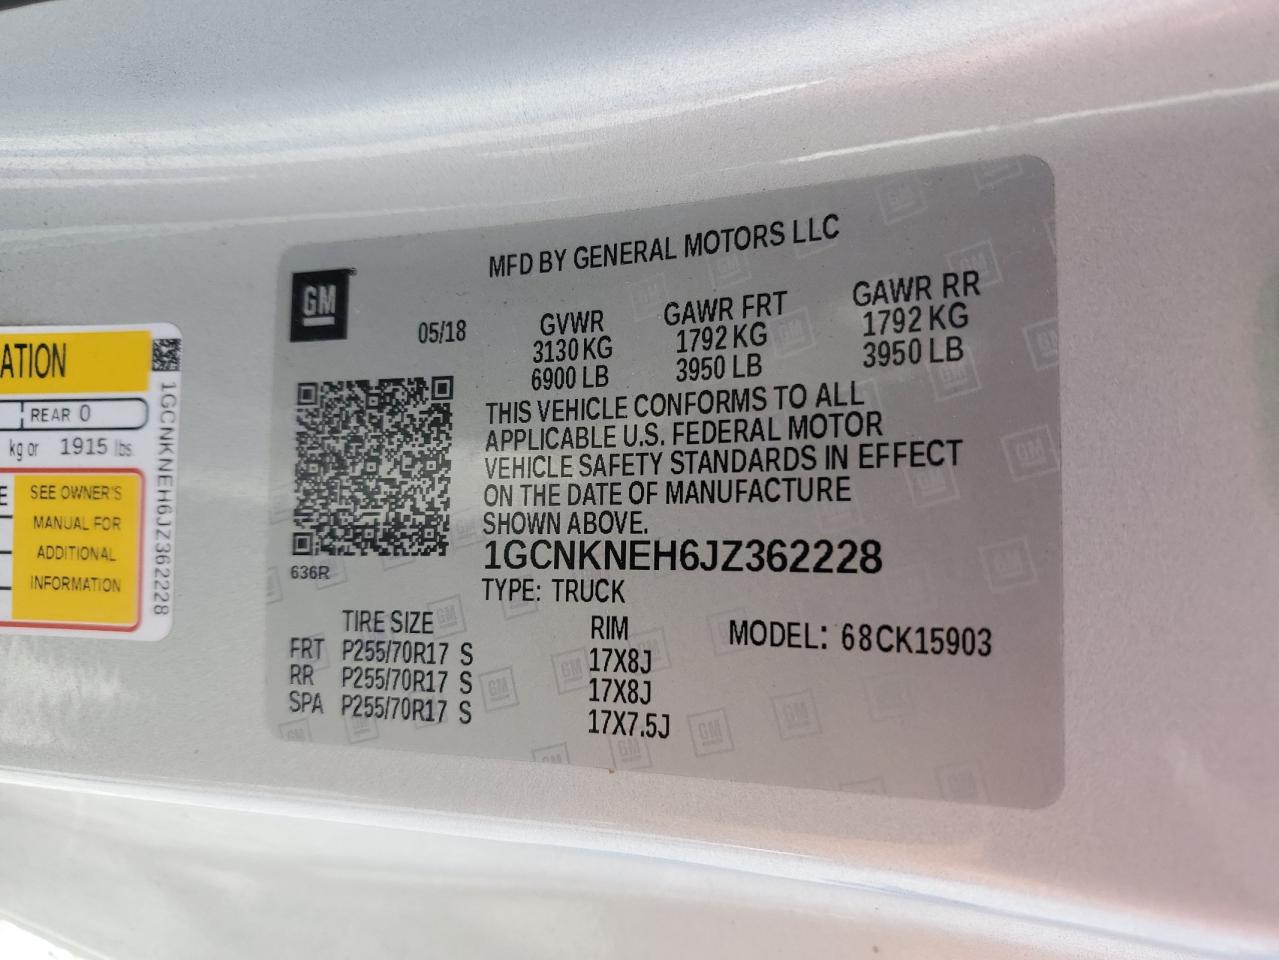 GM
MFD BY GENERAL MOTORS LLC
05/18
GVWR
3130 KG
6900 LB
GAWR FRT
1792 KG
3950 LB
GAWR RR
1792 KG
3950 LB
THIS VEHICLE CONFORMS TO ALL
APPLICABLE U.S. FEDERAL MOTOR
VEHICLE SAFETY STANDARDS IN EFFECT
ON THE DATE OF MANUFACTURE
SHOWN ABOVE.
636R
1GCNKNEH6JZ362228
TYPE: TRUCK
TIRE SIZE
FRT P255/70R17 S
RR P255/70R17 S
SPA P255/70R17 S
RIM
17X8J
17X8J
17X7.5J
MODEL: 68CK15903
ATION
REAR 0
kg or 1915 lbs
E
SEE OWNER'S
MANUAL FOR
ADDITIONAL
INFORMATION
1GCNKNEH6JZ362228